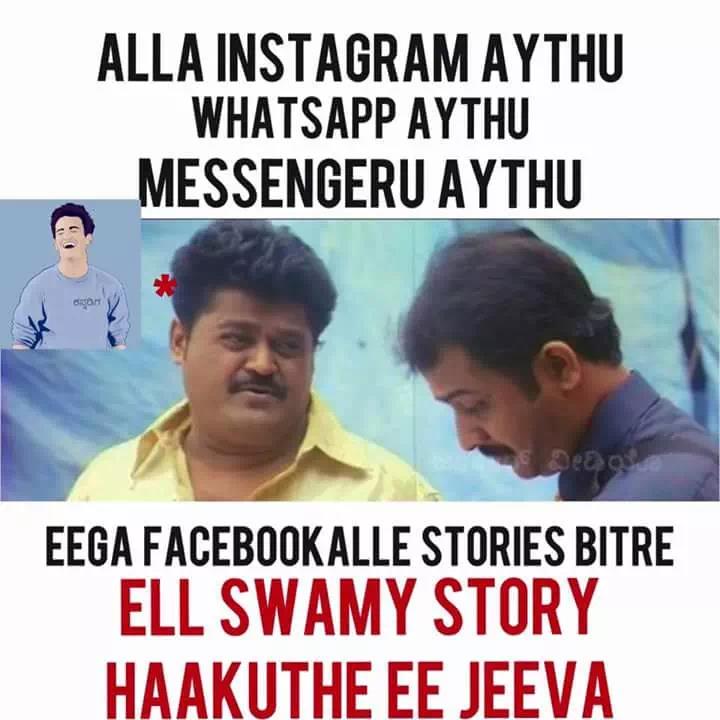 ALLA INSTAGRAM AYTHU
WHATSAPP AYTHU
MESSENGERU AYTHU
*
ವೀಡಿಯೋ
EEGA FACEBOOKALLE STORIES BITRE
ELL SWAMY STORY
HAAKUTHE EE JEEVA